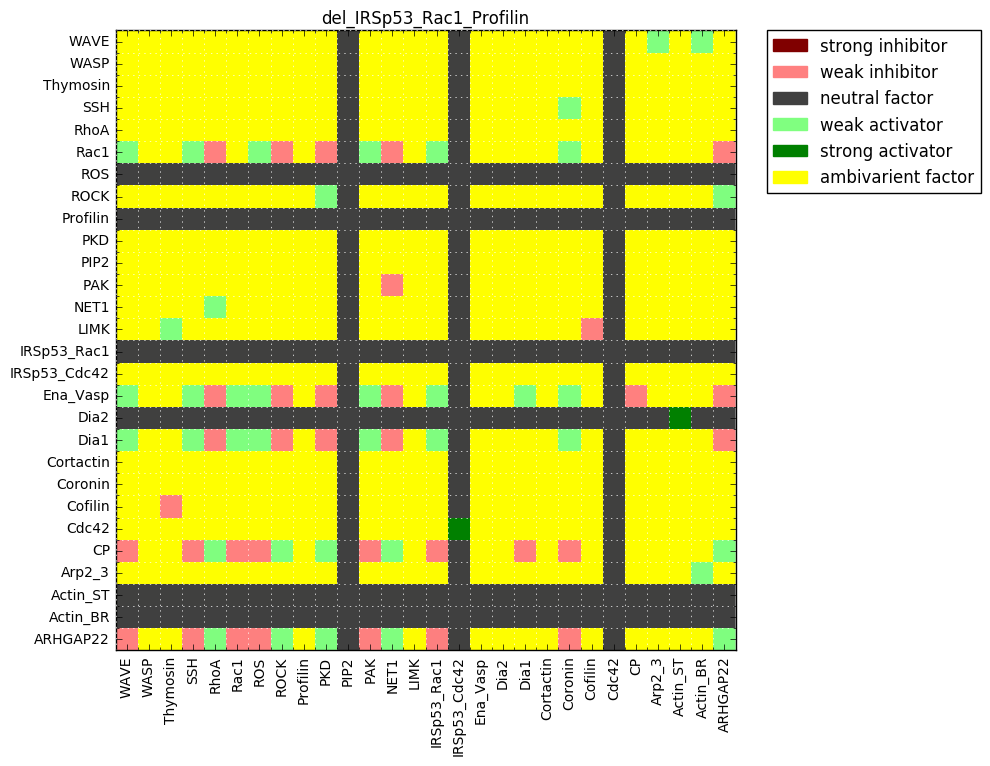 del_IRSp53_Rac1_Profilin
WAVE
WASP
Thymosin
SSH
RhoA
Rac1
ROS
ROCK
Profilin
PKD
PIP2
PAK
NET1
LIMK
IRSp53_Rac1
IRSp53_Cdc42
Ena_Vasp
Dia2
Dia1
Cortactin
Coronin
Cofilin
Cdc42
CP
Arp2_3
Actin_ST
Actin_BR
ARHGAP22
WAVE
WASP
Thymosin
SSH
RhoA
Rac1
ROS
ROCK
Profilin
PKD
PIP2
PAK
NET1
LIMK
IRSp53_Rac1
IRSp53_Cdc42
Ena_Vasp
Dia2
Dia1
Cortactin
Coronin
Cofilin
Cdc42
CP
Arp2_3
Actin_ST
Actin_BR
ARHGAP22
strong inhibitor
weak inhibitor
neutral factor
weak activator
strong activator
ambivarient factor